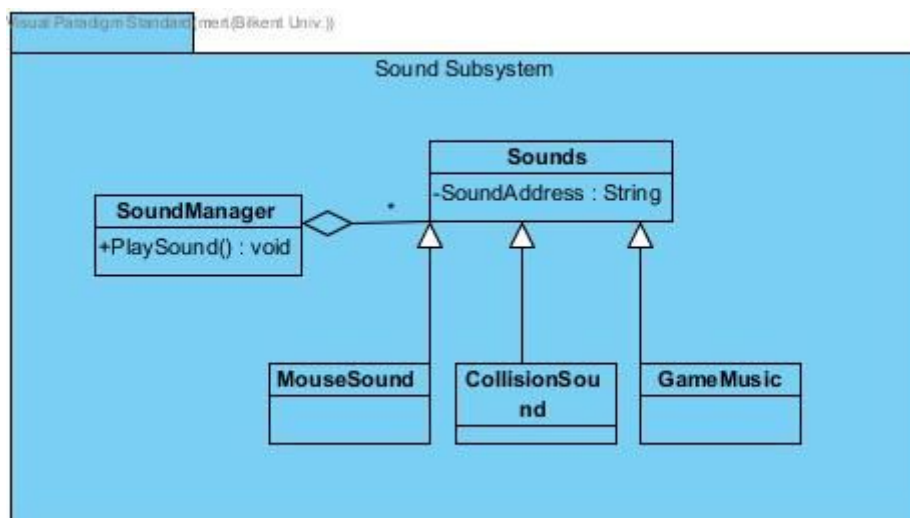 Visual Paradigm Standard(mert(Bilkent Univ.))
Sound Subsystem
Sounds
-SoundAddress : String
SoundManager
+PlaySound() : void
*
MouseSound
CollisionSou
nd
GameMusic